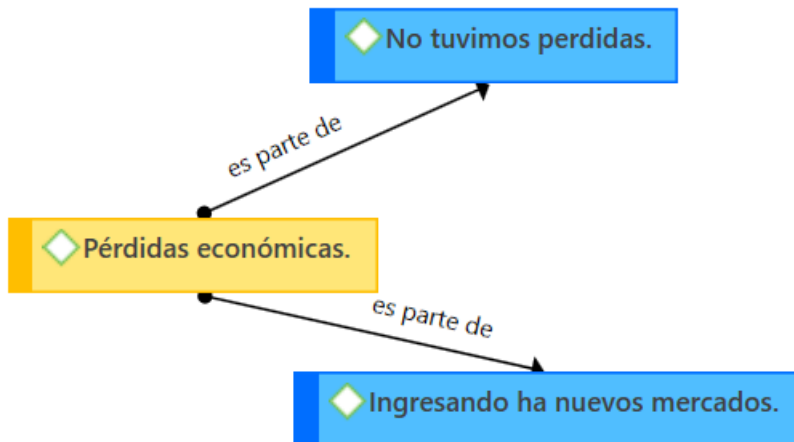 No tuvimos perdidas.
es parte de
Pérdidas económicas.
es parte de
Ingresando ha nuevos mercados.